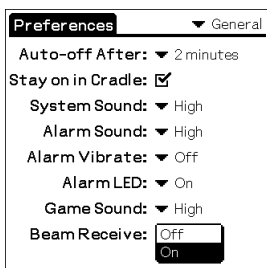 Preferences General
Auto-off After: 2 minutes
Stay on in Cradle:
System Sound: High
Alarm Sound: High
Alarm Vibrate: Off
Alarm LED: On
Game Sound: High
Beam Receive: Off
On